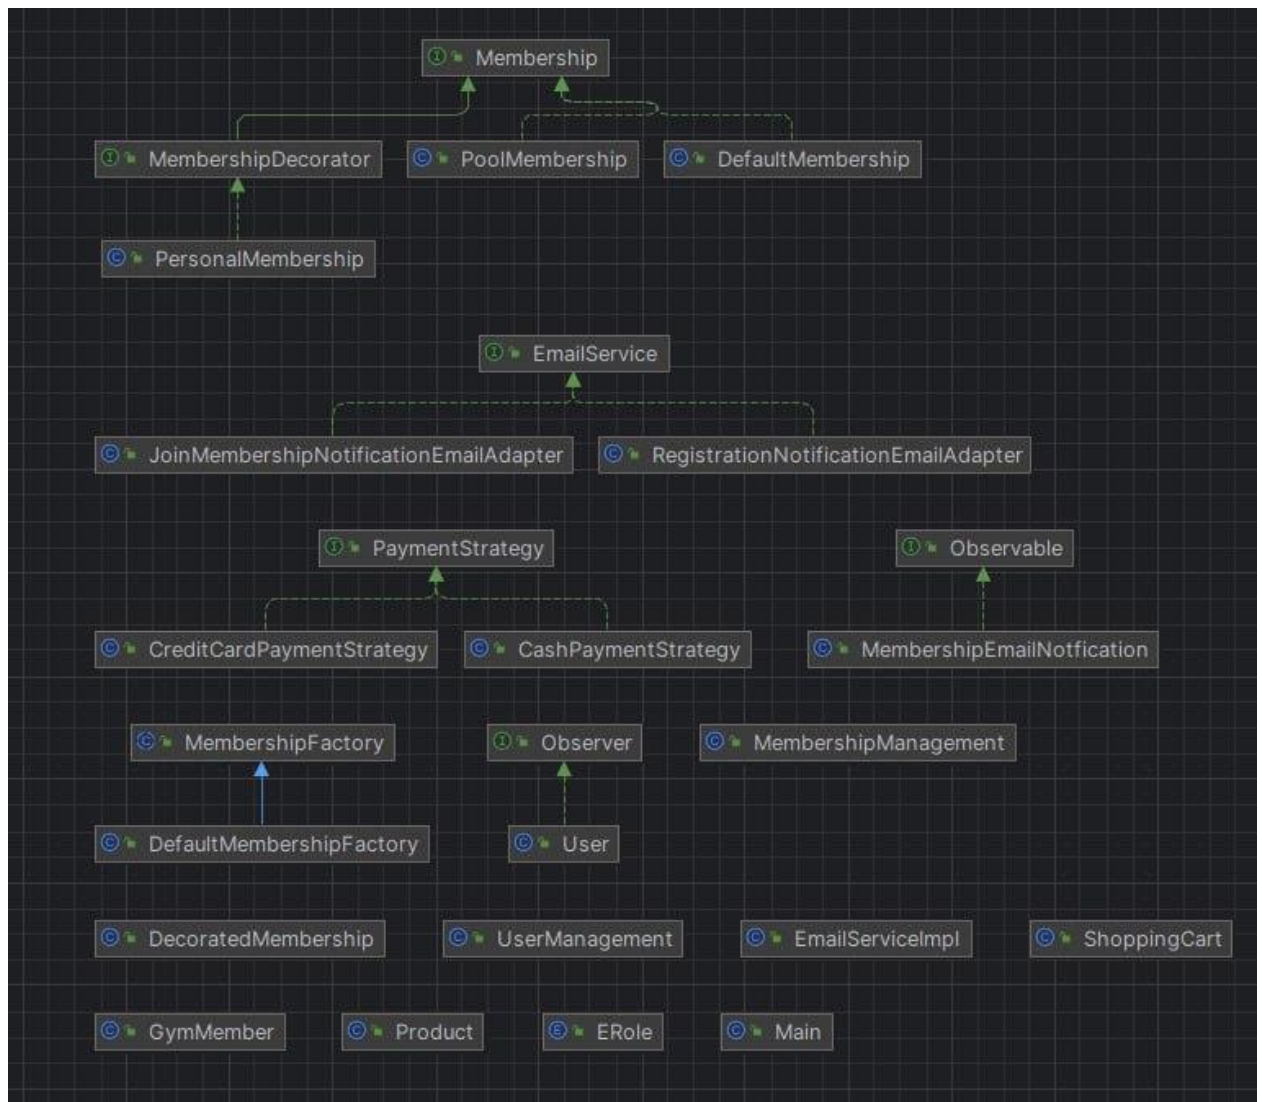 Membership
MembershipDecorator PoolMembership DefaultMembership
PersonalMembership
EmailService
JoinMembershipNotificationEmailAdapter RegistrationNotificationEmailAdapter
PaymentStrategy Observable
CreditCardPaymentStrategy CashPaymentStrategy MembershipEmailNotfication
MembershipFactory Observer MembershipManagement
DefaultMembershipFactory User
DecoratedMembership UserManagement EmailServiceImpl ShoppingCart
GymMember Product ERole Main